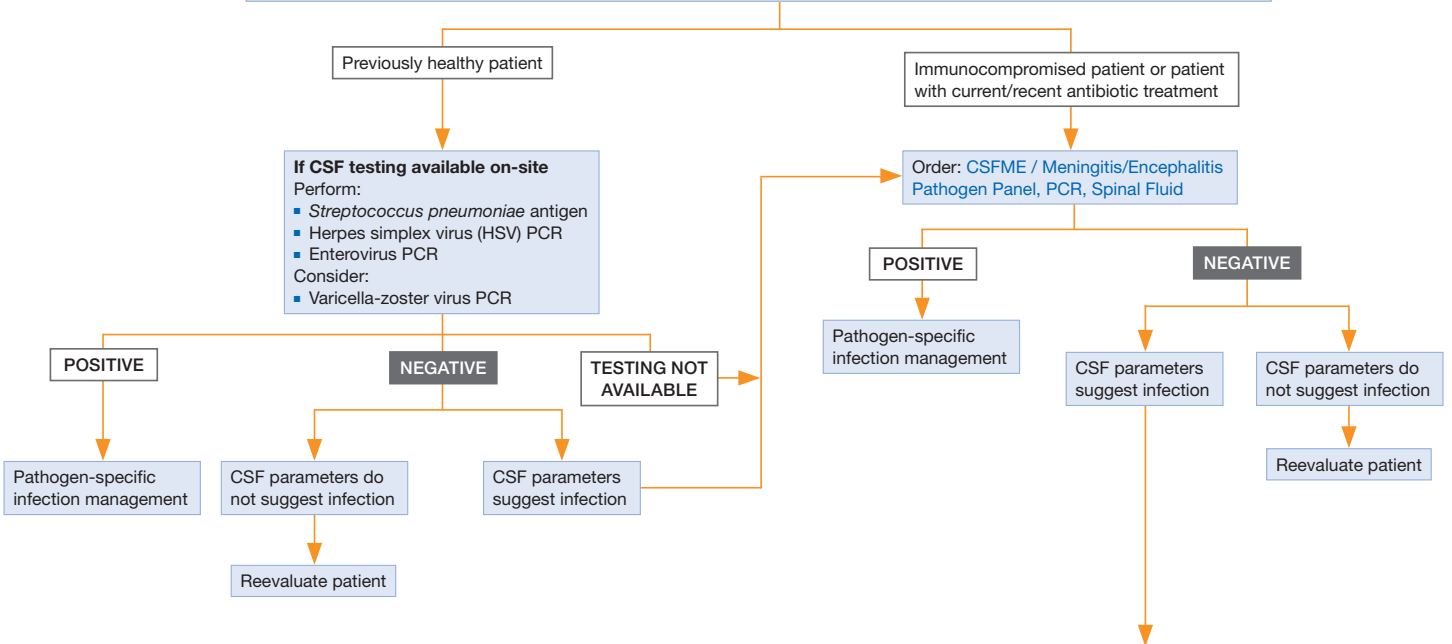 Previously healthy patient
Immunocompromised patient or patient
with current/recent antibiotic treatment
If CSF testing available on-site
Perform:
▪ Streptococcus pneumoniae antigen
▪ Herpes simplex virus (HSV) PCR
▪ Enterovirus PCR
Consider:
▪ Varicella-zoster virus PCR
Order: CSFME / Meningitis/Encephalitis
Pathogen Panel, PCR, Spinal Fluid
POSITIVE
NEGATIVE
TESTING NOT
AVAILABLE
POSITIVE
NEGATIVE
Pathogen-specific
infection management
CSF parameters do
not suggest infection
CSF parameters
suggest infection
Reevaluate patient
Pathogen-specific
infection management
CSF parameters
suggest infection
CSF parameters do
not suggest infection
Reevaluate patient